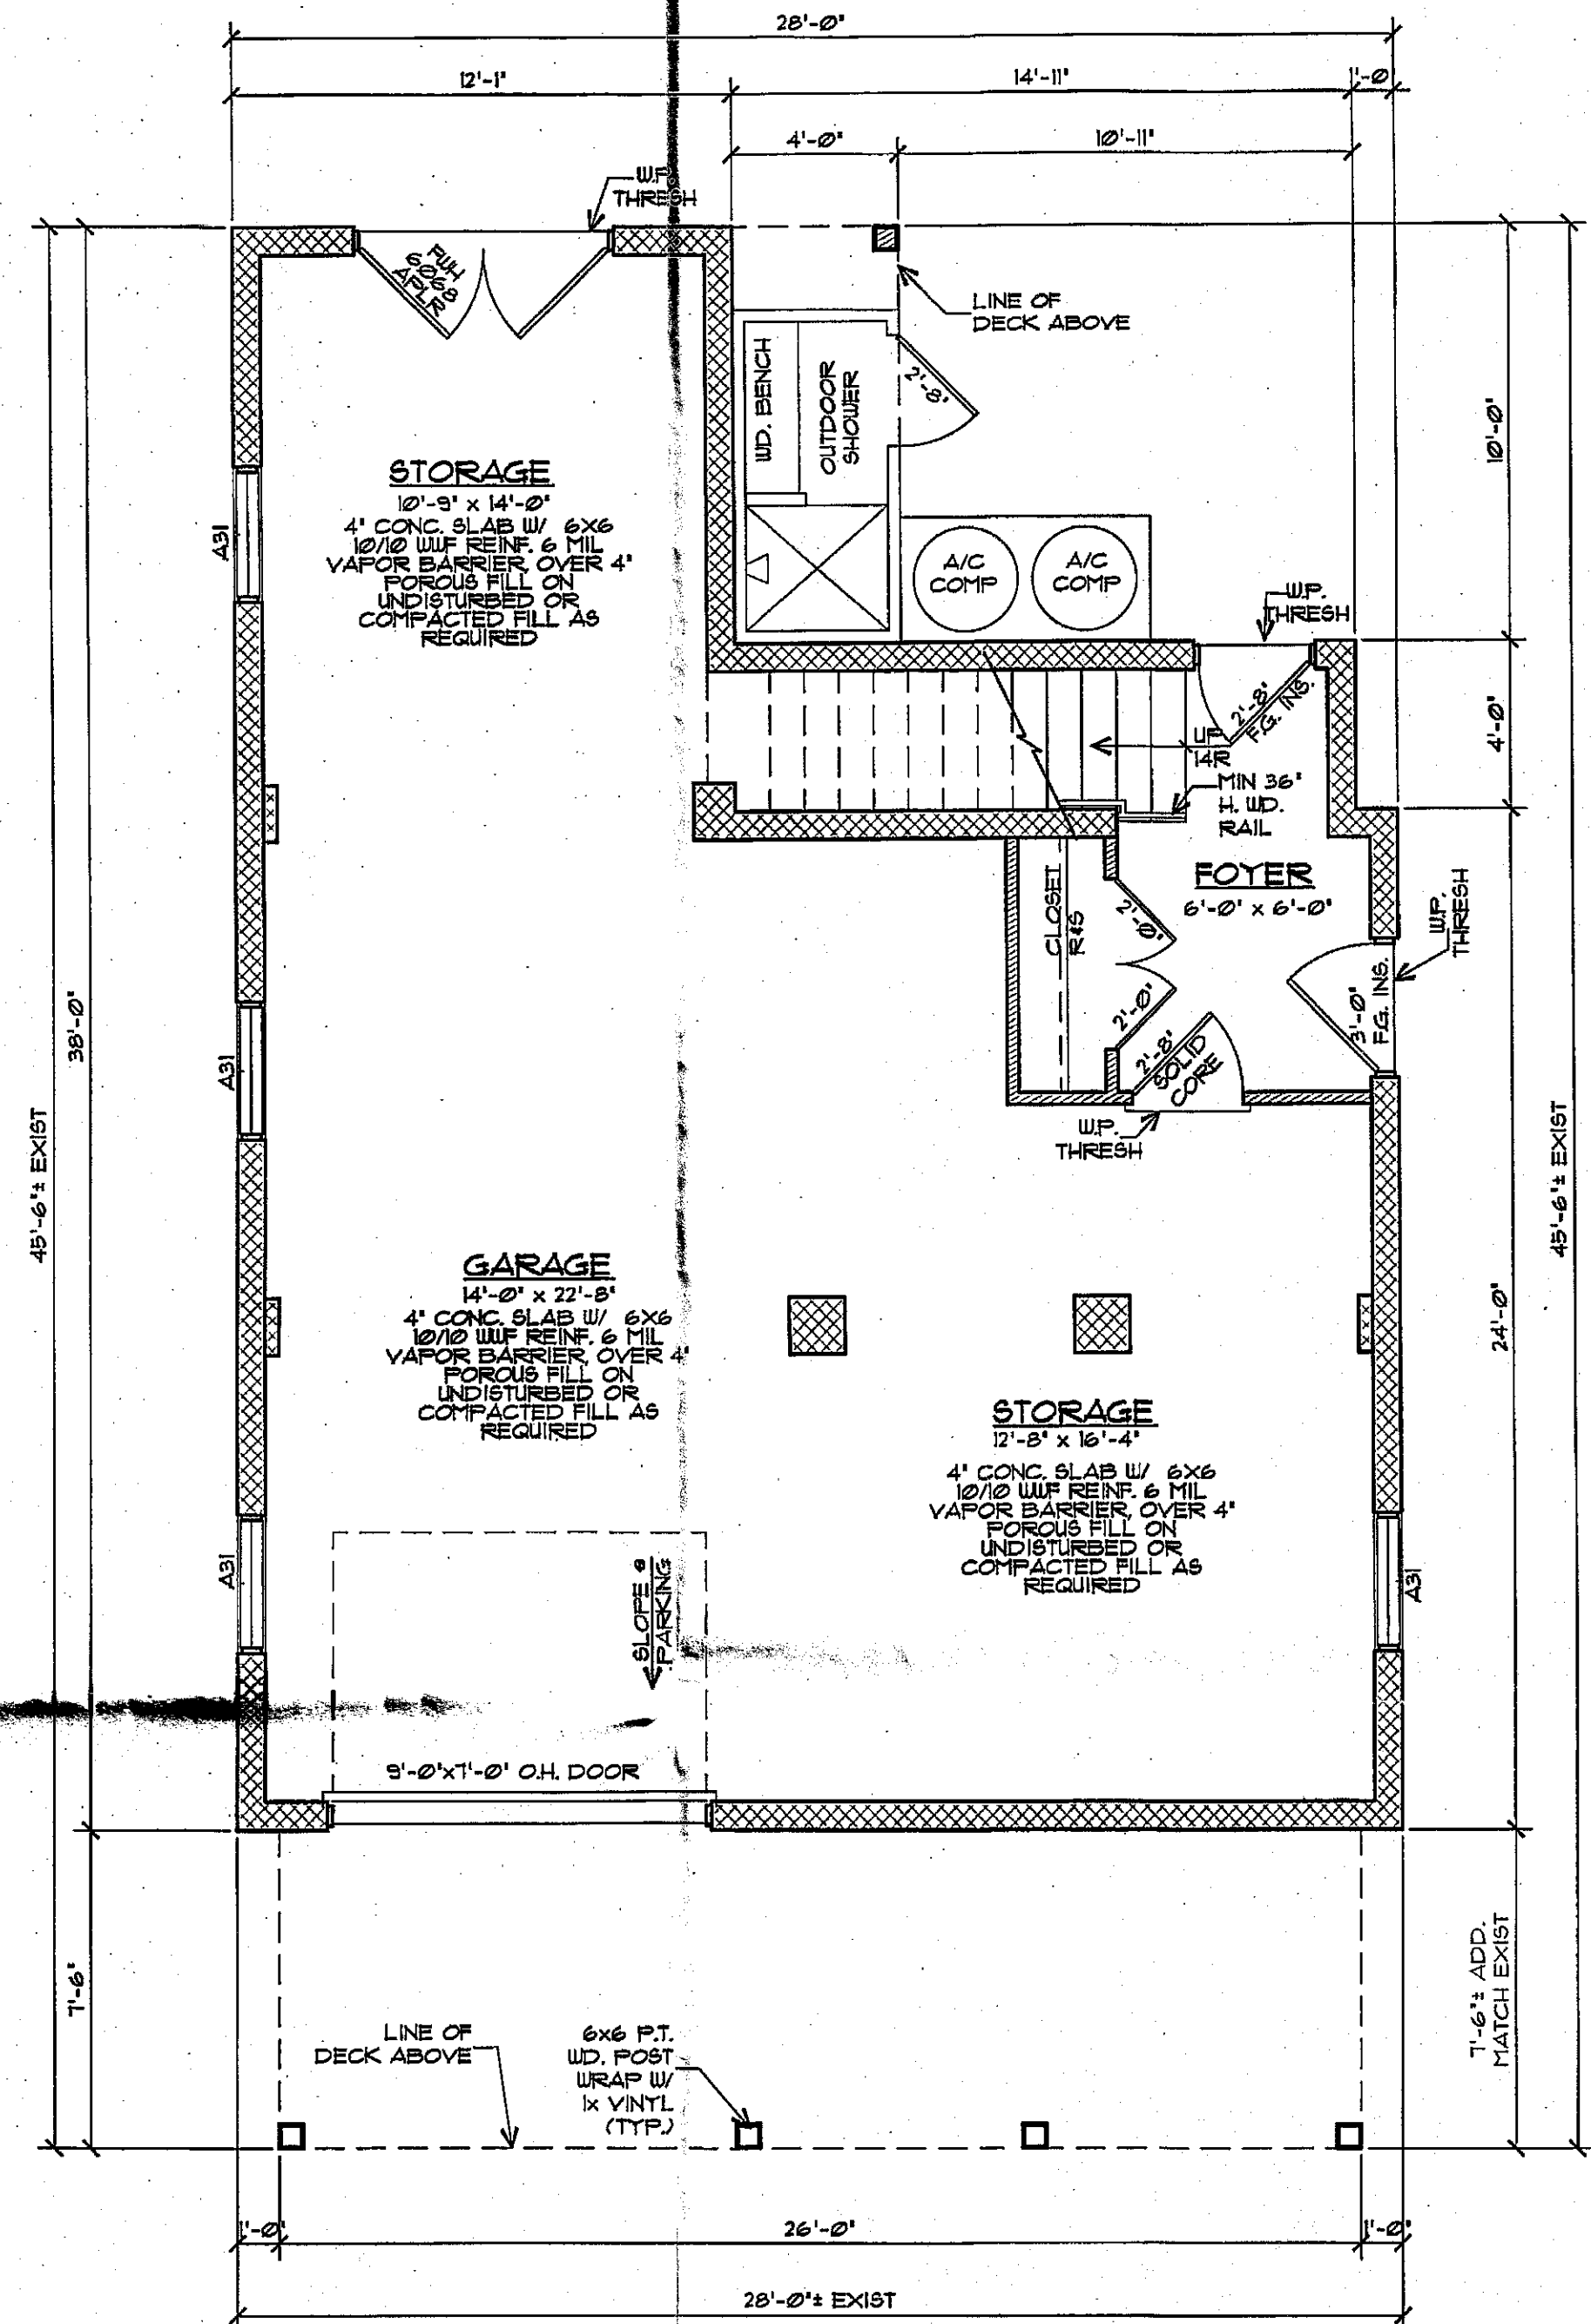 28'-0"
12'-1"
14'-11"
1'-0
4'-0"
10'-11"
W.P.
THRESH
FWH
6068
APLR
LINE OF
DECK ABOVE
WD. BENCH
OUTDOOR
SHOWER
2'-8"
10'-0"
STORAGE
10'-9" x 14'-0"
4" CONC. SLAB W/ 6X6
10/10 WWF REINF. 6 MIL
VAPOR BARRIER, OVER 4"
POROUS FILL ON
UNDISTURBED OR
COMPACTED FILL AS
REQUIRED
A31
A/C
COMP
A/C
COMP
W.P.
THRESH
2'-8"
F.G. INS.
UP
14R
4'-0"
MIN 36"
H. WD.
RAIL
FOYER
6'-0" x 6'-0"
CLOSET
R&S
2'-0"
2'-0"
W.P.
THRESH
3'-0"
F.G. INS.
2'-8"
SOLID
CORE
W.P.
THRESH
38'-0"
A31
45'-6"± EXIST
45'-6"± EXIST
GARAGE
14'-0" x 22'-8"
4" CONC. SLAB W/ 6X6
10/10 WWF REINF. 6 MIL
VAPOR BARRIER, OVER 4"
POROUS FILL ON
UNDISTURBED OR
COMPACTED FILL AS
REQUIRED
24'-0"
STORAGE
12'-8" x 16'-4"
4" CONC. SLAB W/ 6X6
10/10 WWF REINF. 6 MIL
VAPOR BARRIER, OVER 4"
POROUS FILL ON
UNDISTURBED OR
COMPACTED FILL AS
REQUIRED
A31
A31
SLOPE @
PARKING
9'-0"x7'-0" O.H. DOOR
7'-6"
7'-6"± ADD.
MATCH EXIST
LINE OF
DECK ABOVE
6x6 P.T.
WD. POST
WRAP W/
1x VINYL
(TYP.)
1'-0"
26'-0"
1'-0"
28'-0"± EXIST